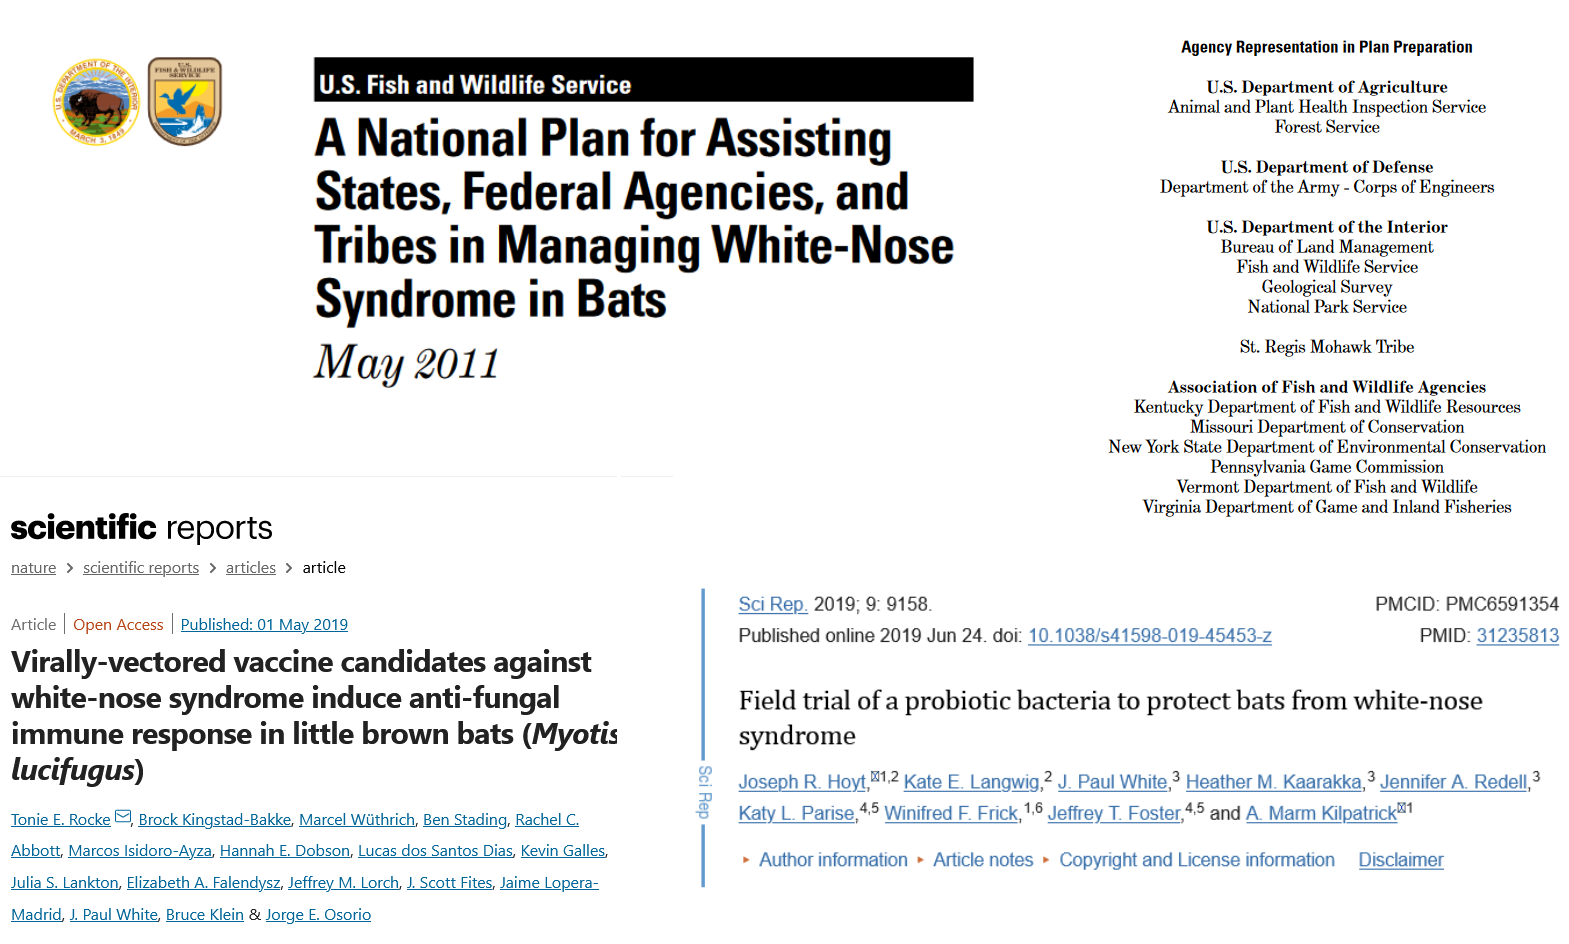 U.S. DEPARTMENT OF THE INTERIOR
MARCH 3, 1849
U.S.
FISH & WILDLIFE
SERVICE
U.S. Fish and Wildlife Service
A National Plan for Assisting
States, Federal Agencies, and
Tribes in Managing White-Nose
Syndrome in Bats
May 2011
Agency Representation in Plan Preparation
U.S. Department of Agriculture
Animal and Plant Health Inspection Service
Forest Service
U.S. Department of Defense
Department of the Army - Corps of Engineers
U.S. Department of the Interior
Bureau of Land Management
Fish and Wildlife Service
Geological Survey
National Park Service
St. Regis Mohawk Tribe
Association of Fish and Wildlife Agencies
Kentucky Department of Fish and Wildlife Resources
Missouri Department of Conservation
New York State Department of Environmental Conservation
Pennsylvania Game Commission
Vermont Department of Fish and Wildlife
Virginia Department of Game and Inland Fisheries
scientific reports
nature > scientific reports > articles > article
Article | Open Access | Published: 01 May 2019
Virally-vectored vaccine candidates against
white-nose syndrome induce anti-fungal
immune response in little brown bats (Myotis
lucifugus)
Tonie E. Rocke, Brock Kingstad-Bakke, Marcel Wüthrich, Ben Stading, Rachel C.
Abbott, Marcos Isidoro-Ayza, Hannah E. Dobson, Lucas dos Santos Dias, Kevin Galles,
Julia S. Lankton, Elizabeth A. Falendysz, Jeffrey M. Lorch, J. Scott Fites, Jaime Lopera-
Madrid, J. Paul White, Bruce Klein & Jorge E. Osorio
Sci Rep
Sci Rep. 2019; 9: 9158.
PMCID: PMC6591354
Published online 2019 Jun 24. doi: 10.1038/s41598-019-45453-z
PMID: 31235813
Field trial of a probiotic bacteria to protect bats from white-nose
syndrome
Joseph R. Hoyt,1,2 Kate E. Langwig,2 J. Paul White,3 Heather M. Kaarakka,3 Jennifer A. Redell,3
Katy L. Parise,4,5 Winifred F. Frick,1,6 Jeffrey T. Foster,4,5 and A. Marm Kilpatrick1
Author information Article notes Copyright and License information Disclaimer